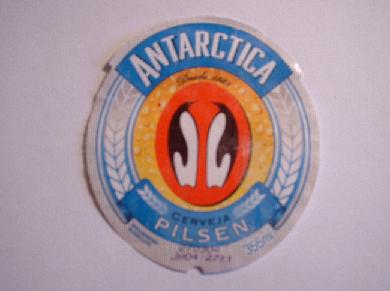 ANTARCTICA
Desde 1885
CERVEJA
PILSEN
355ml